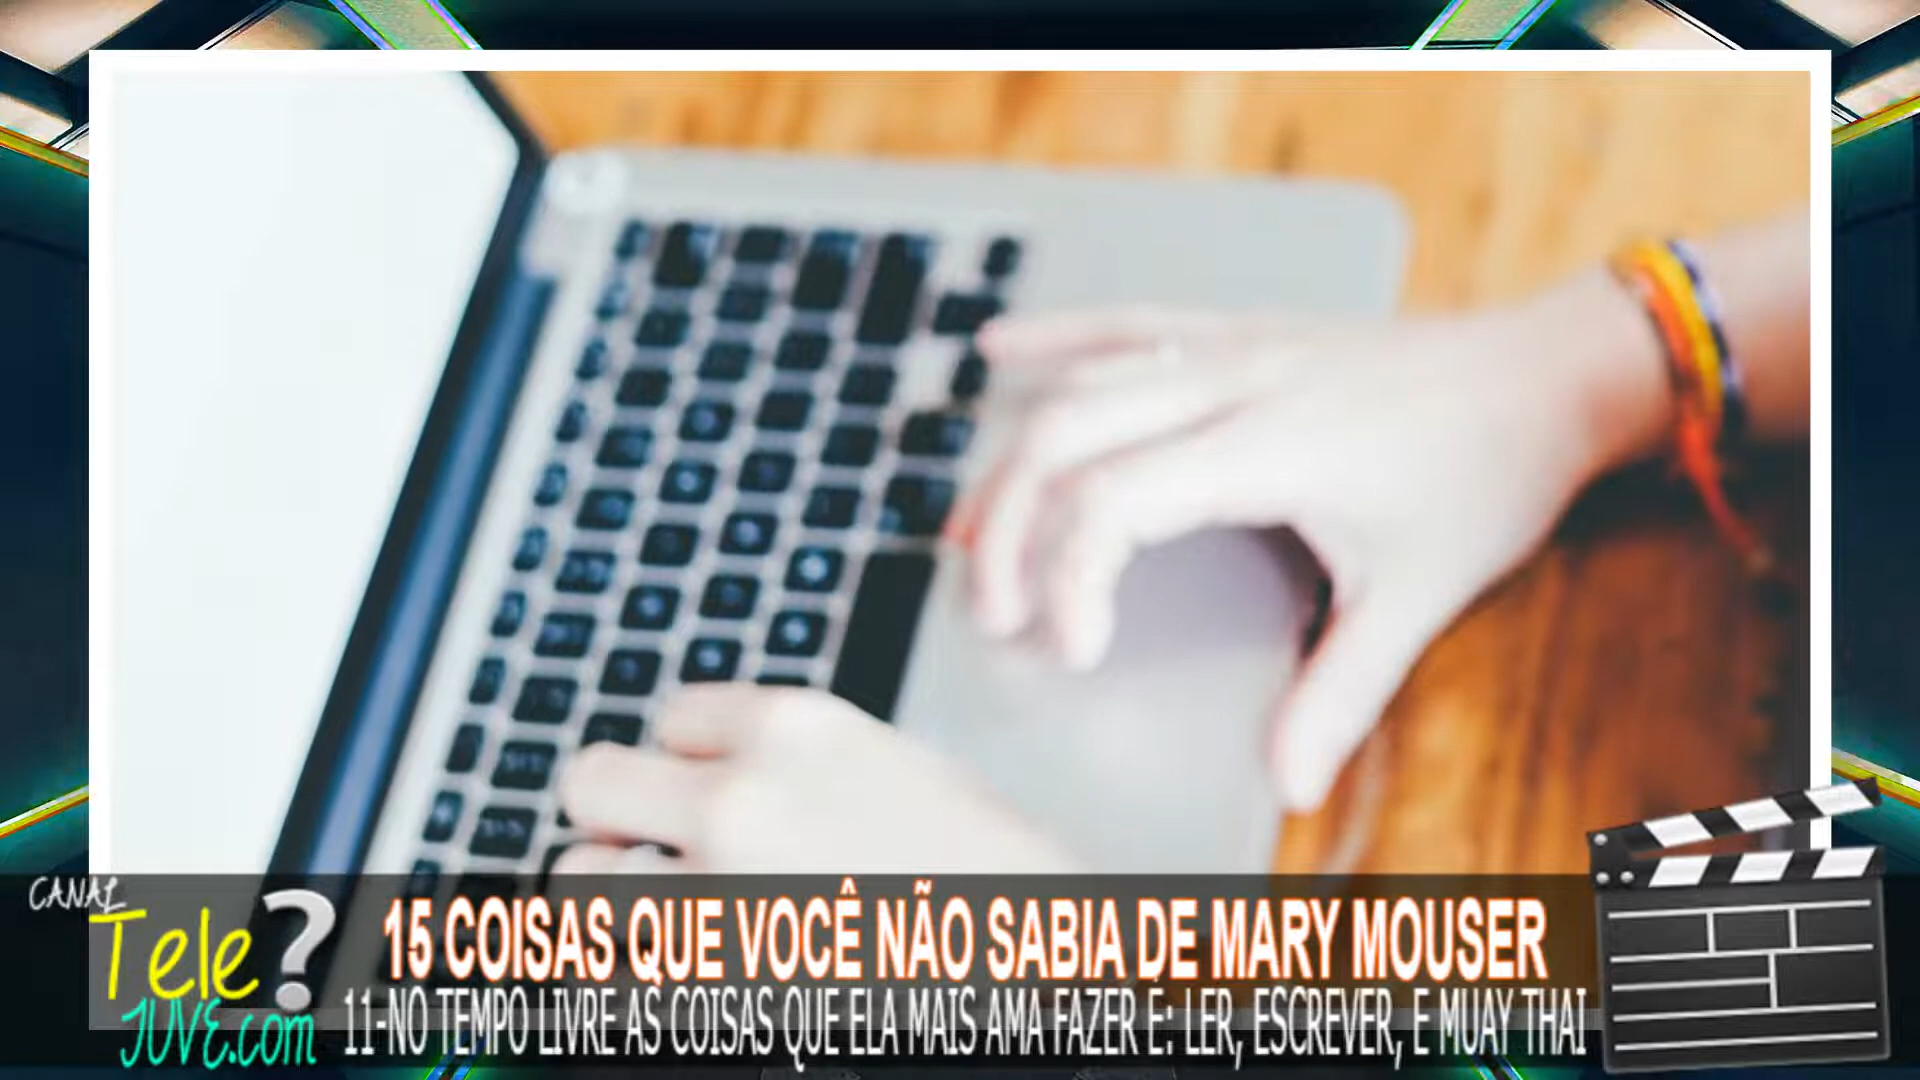 CANAL
Tele
JUVE.com
15 COISAS QUE VOCÊ NÃO SABIA DE MARY MOUSER
11-NO TEMPO LIVRE AS COISAS QUE ELA MAIS AMA FAZER É: LER, ESCREVER, E MUAY THAI